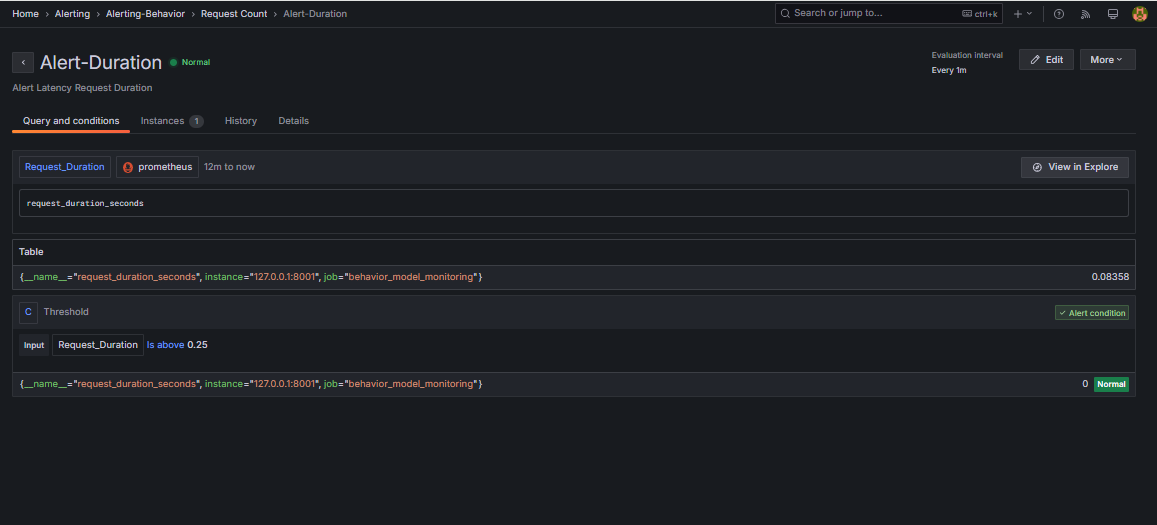 Home › Alerting › Alerting-Behavior › Request Count › Alert-Duration
Search or jump to... ctrl+k
Alert-Duration Normal
Evaluation interval
Every 1m
Edit
More
Alert Latency Request Duration
Query and conditions Instances 1 History Details
Request_Duration prometheus 12m to now View in Explore
request_duration_seconds
Table
{__name__="request_duration_seconds", instance="127.0.0.1:8001", job="behavior_model_monitoring"} 0.08358
C Threshold Alert condition
Input Request_Duration Is above 0.25
{__name__="request_duration_seconds", instance="127.0.0.1:8001", job="behavior_model_monitoring"} 0 Normal